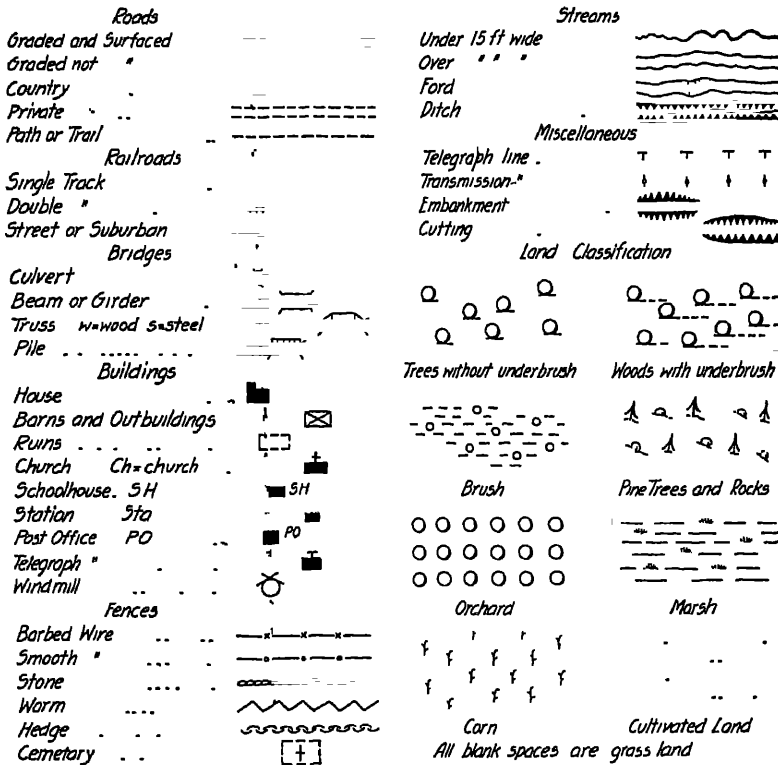 Roads
Graded and Surfaced
Graded not "
Country
Private
Path or Trail
Railroads
Single Track
Double "
Street or Suburban
Bridges
Culvert
Beam or Girder
Truss w=wood s=steel
Pile
Buildings
House
Barns and Outbuildings
Ruins
Church Ch=church
Schoolhouse. SH SH
Station Sta
Post Office PO PO
Telegraph "
Windmill
Fences
Barbed Wire
Smooth "
Stone
Worm
Hedge
Cemetary
Streams
Under 15 ft wide
Over " " "
Ford
Ditch
Miscellaneous
Telegraph line
Transmission "
Embankment
Cutting
Land Classification
Trees without underbrush
Woods with underbrush
Brush
Pine Trees and Rocks
Orchard
Marsh
Corn
Cultivated Land
All blank spaces are grass land